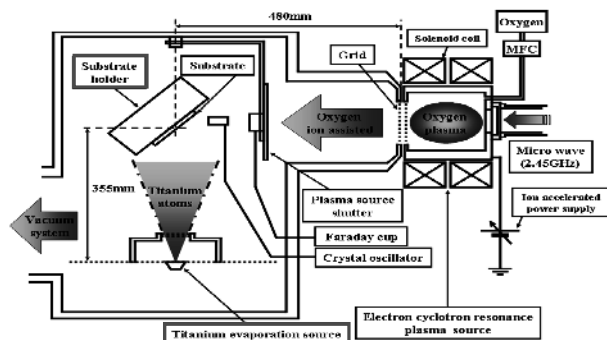 480mm
Oxygen
Solenoid coil
MFC
Grid
Substrate
holder
Substrate
Oxygen
ion assisted
Oxygen
plasma
Micro wave
(2.45GHz)
355mm
Titanium
atoms
Plasma source
shutter
Ion accelerated
power supply
Vacuum
system
Faraday cup
Crystal oscillator
Electron cyclotron resonance
plasma source
Titanium evaporation source